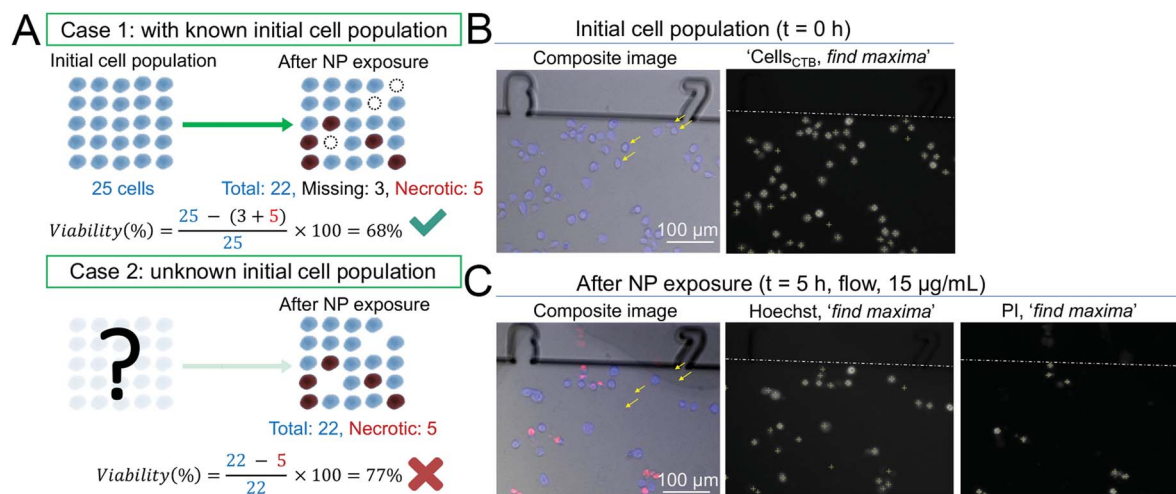 A
Case 1: with known initial cell population
Initial cell population
After NP exposure
25 cells
Total: 22, Missing: 3, Necrotic: 5
Viability(%) = 25 − (3 + 5) / 25 × 100 = 68%
Case 2: unknown initial cell population
After NP exposure
?
Total: 22, Necrotic: 5
Viability(%) = 22 − 5 / 22 × 100 = 77%
B
Initial cell population (t = 0 h)
Composite image
'Cells_CTB, find maxima'
7
100 µm
C
After NP exposure (t = 5 h, flow, 15 µg/mL)
Composite image
Hoechst, 'find maxima'
PI, 'find maxima'
7
100 µm